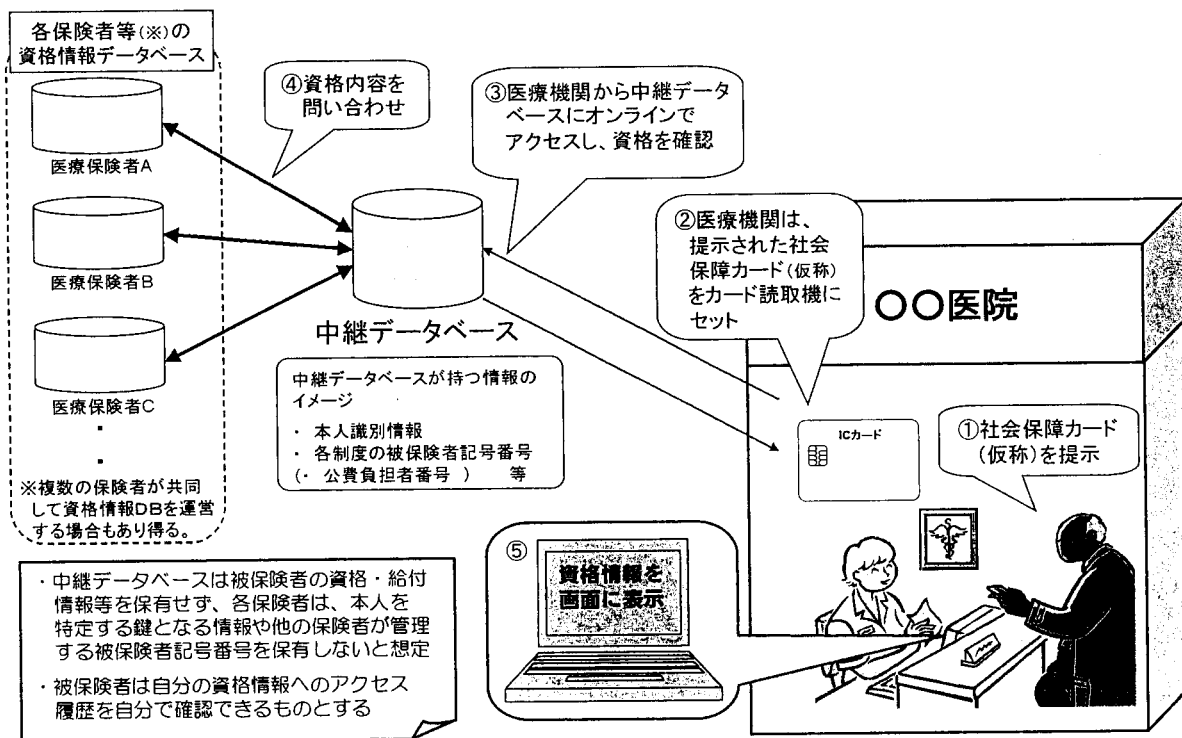 各保険者等(※)の
資格情報データベース
医療保険者A
医療保険者B
医療保険者C
・
・
※複数の保険者が共同
して資格情報DBを運営
する場合もあり得る。
④資格内容を
問い合わせ
③医療機関から中継データ
ベースにオンラインで
アクセスし、資格を確認
②医療機関は、
提示された社会
保障カード(仮称)
をカード読取機に
セット
中継データベース
中継データベースが持つ情報の
イメージ
・ 本人識別情報
・ 各制度の被保険者記号番号
(・ 公費負担者番号 ) 等
〇〇医院
ICカード
①社会保障カード
(仮称)を提示
⑤
資格情報を
画面に表示
・中継データベースは被保険者の資格・給付
情報等を保有せず、各保険者は、本人を
特定する鍵となる情報や他の保険者が管理
する被保険者記号番号を保有しないと想定
・被保険者は自分の資格情報へのアクセス
履歴を自分で確認できるものとする